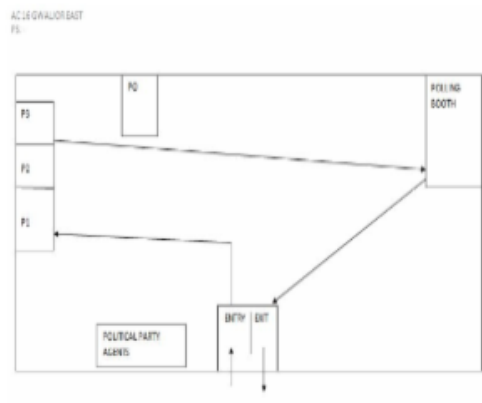 AC 16 GWALIOR EAST
PS.
PO
POLLING
BOOTH
P3
P2
P1
ENTRY EXIT
POLITICAL PARTY
AGENTS